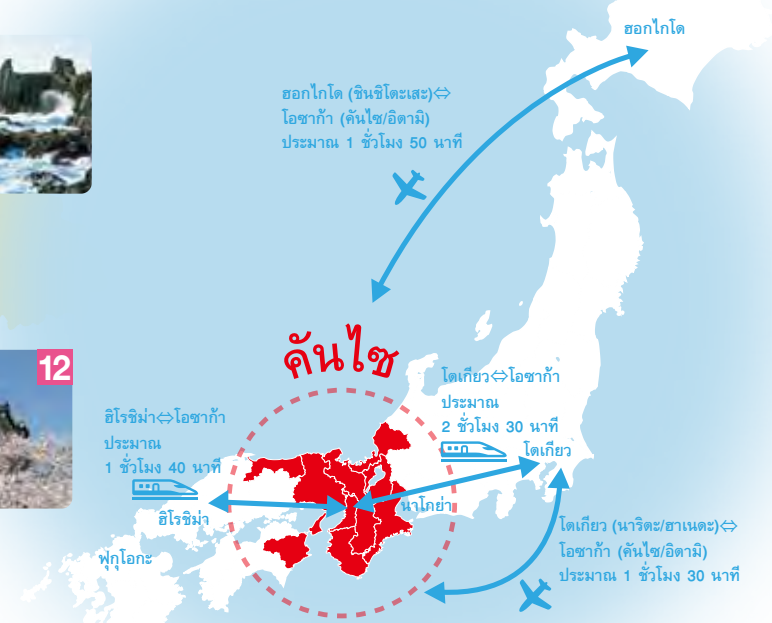 ฮอกไกโด
ฮอกไกโด (ชินชิโตะเสะ)⇔
โอซาก้า (คันไซ/อิตามิ)
ประมาณ 1 ชั่วโมง 50 นาที
คันไซ
12
โตเกียว⇔โอซาก้า
ประมาณ
2 ชั่วโมง 30 นาที
โตเกียว
ฮิโรชิม่า⇔โอซาก้า
ประมาณ
1 ชั่วโมง 40 นาที
ฮิโรชิม่า
นาโกย่า
ฟุกุโอกะ
โตเกียว (นาริตะ/ฮาเนดะ)⇔
โอซาก้า (คันไซ/อิตามิ)
ประมาณ 1 ชั่วโมง 30 นาที